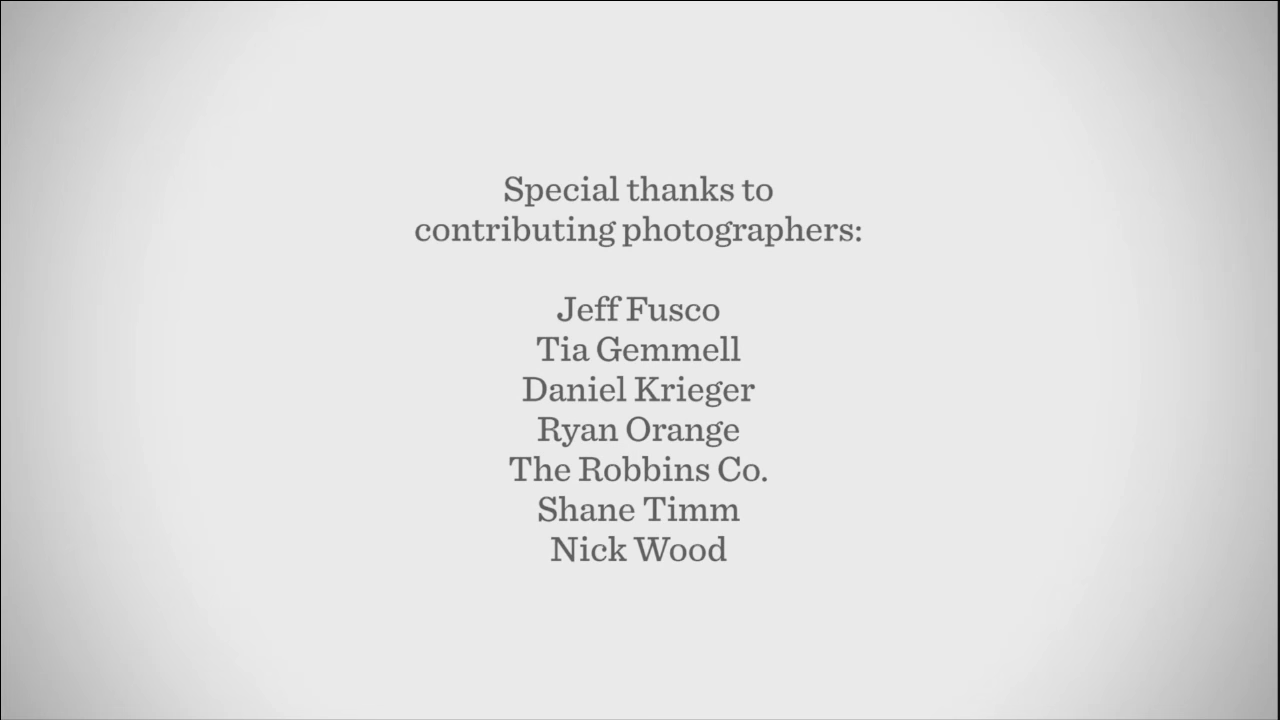 Special thanks to
contributing photographers:
Jeff Fusco
Tia Gemmell
Daniel Krieger
Ryan Orange
The Robbins Co.
Shane Timm
Nick Wood